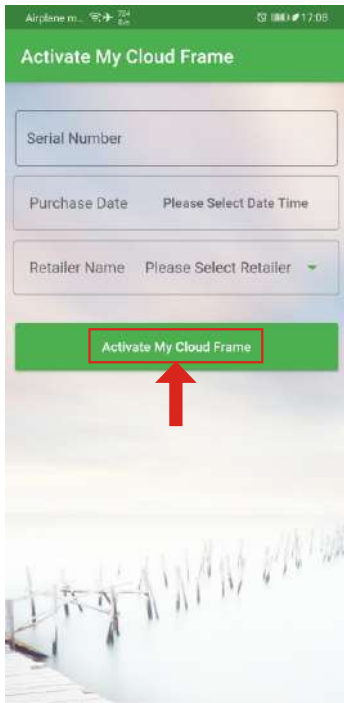 Airplane m... 724 B/s 17:08
Activate My Cloud Frame
Serial Number
Purchase Date Please Select Date Time
Retailer Name Please Select Retailer
Activate My Cloud Frame